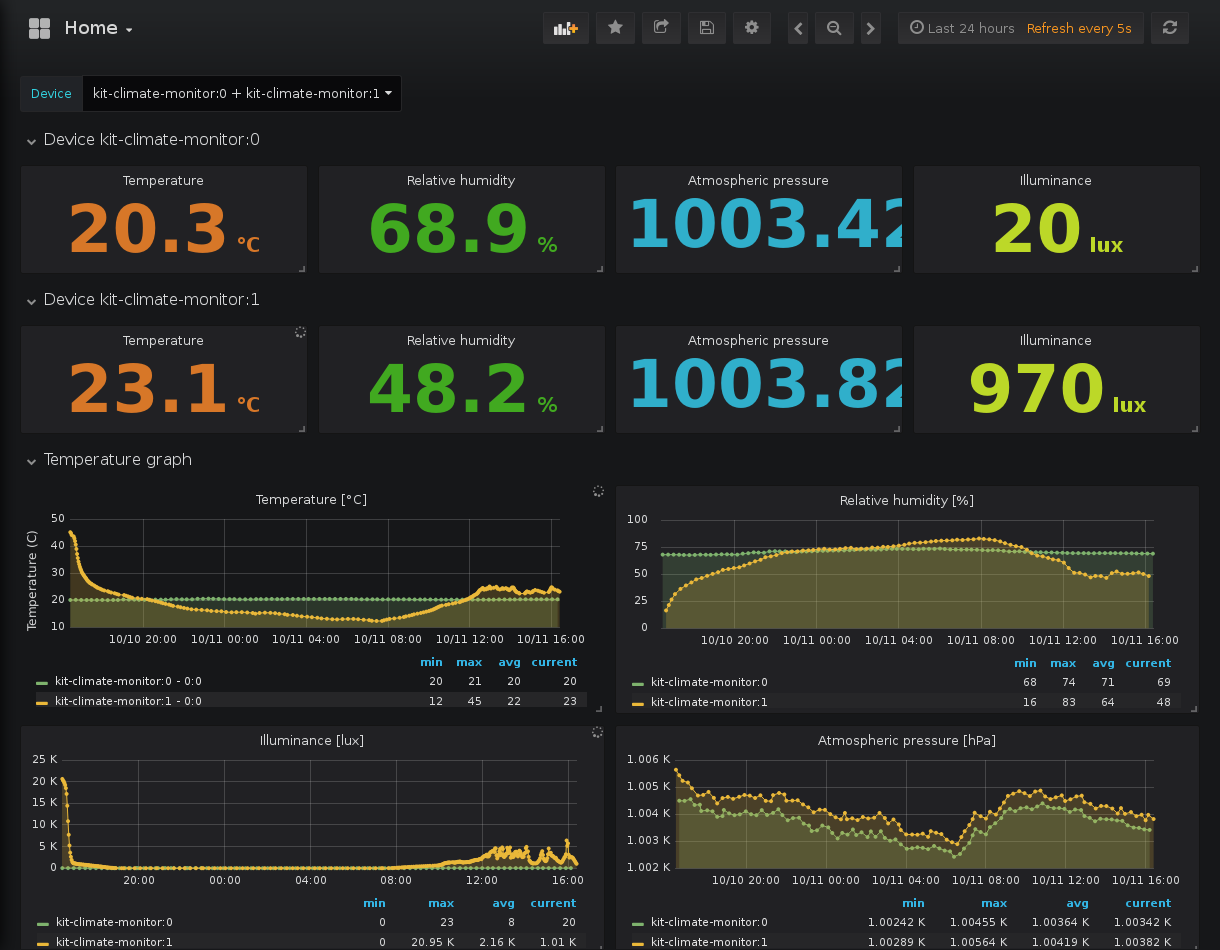 Home
Last 24 hours Refresh every 5s
Device kit-climate-monitor:0 + kit-climate-monitor:1
Device kit-climate-monitor:0
Temperature Relative humidity Atmospheric pressure Illuminance
20.3 °C 68.9 % 1003.42 20 lux
Device kit-climate-monitor:1
Temperature Relative humidity Atmospheric pressure Illuminance
23.1 °C 48.2 % 1003.82 970 lux
Temperature graph
Temperature [°C]
Temperature (C)
50
40
30
20
10
10/10 20:00 10/11 00:00 10/11 04:00 10/11 08:00 10/11 12:00 10/11 16:00
min max avg current
kit-climate-monitor:0 - 0:0 20 21 20 20
kit-climate-monitor:1 - 0:0 12 45 22 23
Relative humidity [%]
100
75
50
25
0
10/10 20:00 10/11 00:00 10/11 04:00 10/11 08:00 10/11 12:00 10/11 16:00
min max avg current
kit-climate-monitor:0 68 74 71 69
kit-climate-monitor:1 16 83 64 48
Illuminance [lux]
25 K
20 K
15 K
10 K
5 K
0
20:00 00:00 04:00 08:00 12:00 16:00
min max avg current
kit-climate-monitor:0 0 23 8 20
kit-climate-monitor:1 0 20.95 K 2.16 K 1.01 K
Atmospheric pressure [hPa]
1.006 K
1.005 K
1.004 K
1.003 K
1.002 K
10/10 20:00 10/11 00:00 10/11 04:00 10/11 08:00 10/11 12:00 10/11 16:00
min max avg current
kit-climate-monitor:0 1.00242 K 1.00455 K 1.00364 K 1.00342 K
kit-climate-monitor:1 1.00289 K 1.00564 K 1.00419 K 1.00382 K